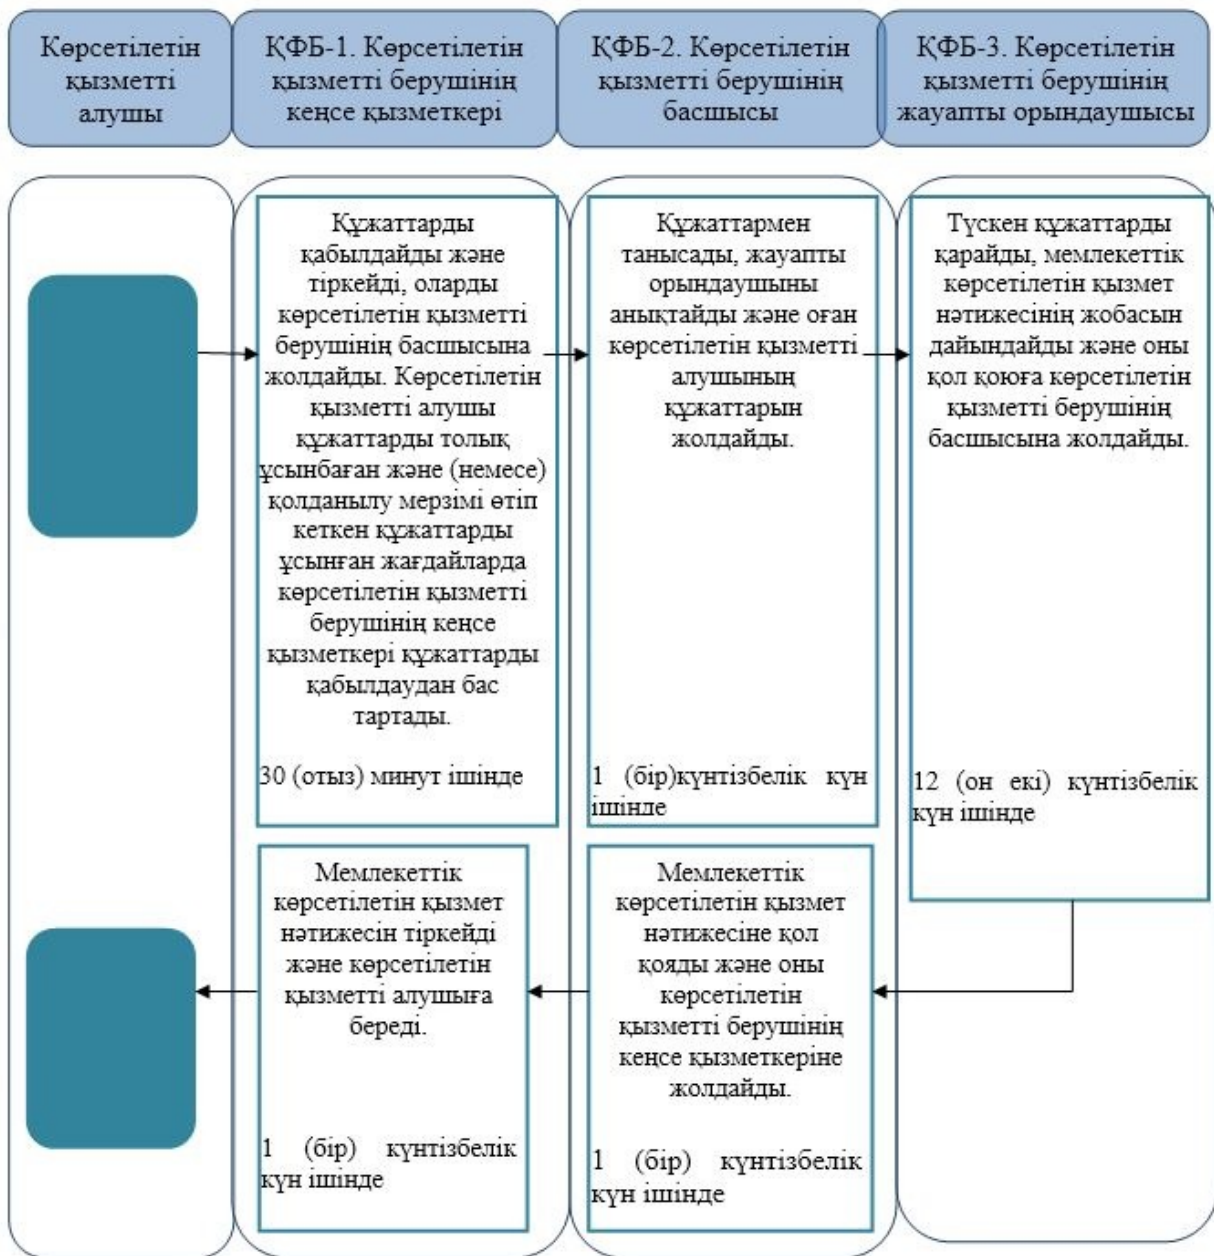 Көрсетілетін
қызметті
алушы
ҚФБ-1. Көрсетілетін
қызметті берушінің
кеңсе қызметкері
ҚФБ-2. Көрсетілетін
қызметті берушінің
басшысы
ҚФБ-3. Көрсетілетін
қызметті берушінің
жауапты орындаушысы
Құжаттарды
қабылдайды және
тіркейді, оларды
көрсетілетін қызметті
берушінің басшысына
жолдайды. Көрсетілетін
қызметті алушы
құжаттарды толық
ұсынбаған және (немесе)
қолданылу мерзімі өтіп
кеткен құжаттарды
ұсынған жағдайларда
көрсетілетін қызметті
берушінің кеңсе
қызметкері құжаттарды
қабылдаудан бас
тартады.
30 (отыз) минут ішінде
Құжаттармен
танысады, жауапты
орындаушыны
анықтайды және оған
көрсетілетін қызметті
алушының
құжаттарын
жолдайды.
1 (бір)күнтізбелік күн
ішінде
Түскен құжаттарды
қарайды, мемлекеттік
көрсетілетін қызмет
нәтижесінің жобасын
дайындайды және оны
қол қоюға көрсетілетін
қызметті берушінің
басшысына жолдайды.
12 (он екі) күнтізбелік
күн ішінде
Мемлекеттік
көрсетілетін қызмет
нәтижесін тіркейді
және көрсетілетін
қызметті алушыға
береді.
1 (бір) күнтізбелік
күн ішінде
Мемлекеттік
көрсетілетін қызмет
нәтижесіне қол
қояды және оны
көрсетілетін
қызметті берушінің
кеңсе қызметкеріне
жолдайды.
1 (бір) күнтізбелік
күн ішінде